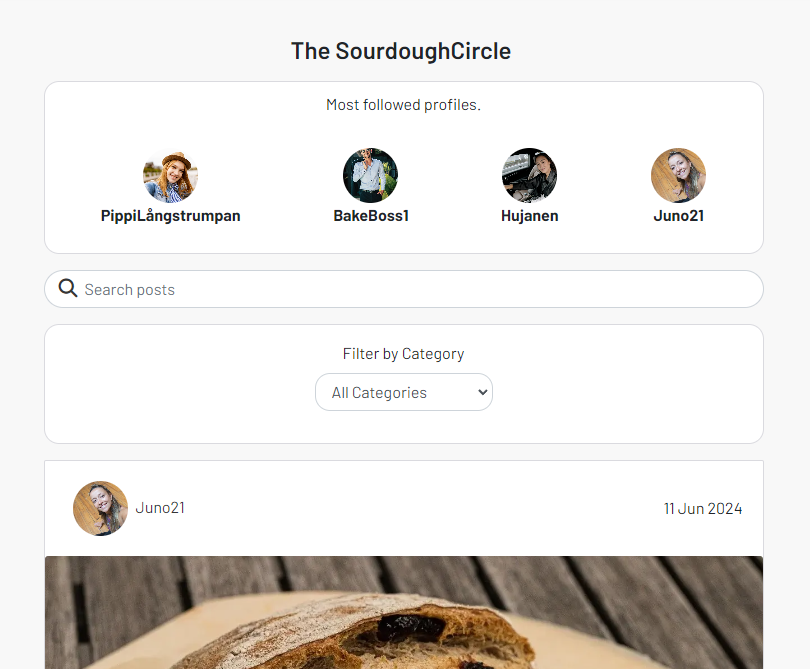 The SourdoughCircle
Most followed profiles.
PippiLångstrumpan BakeBoss1 Hujanen Juno21
Search posts
Filter by Category
All Categories
Juno21 11 Jun 2024